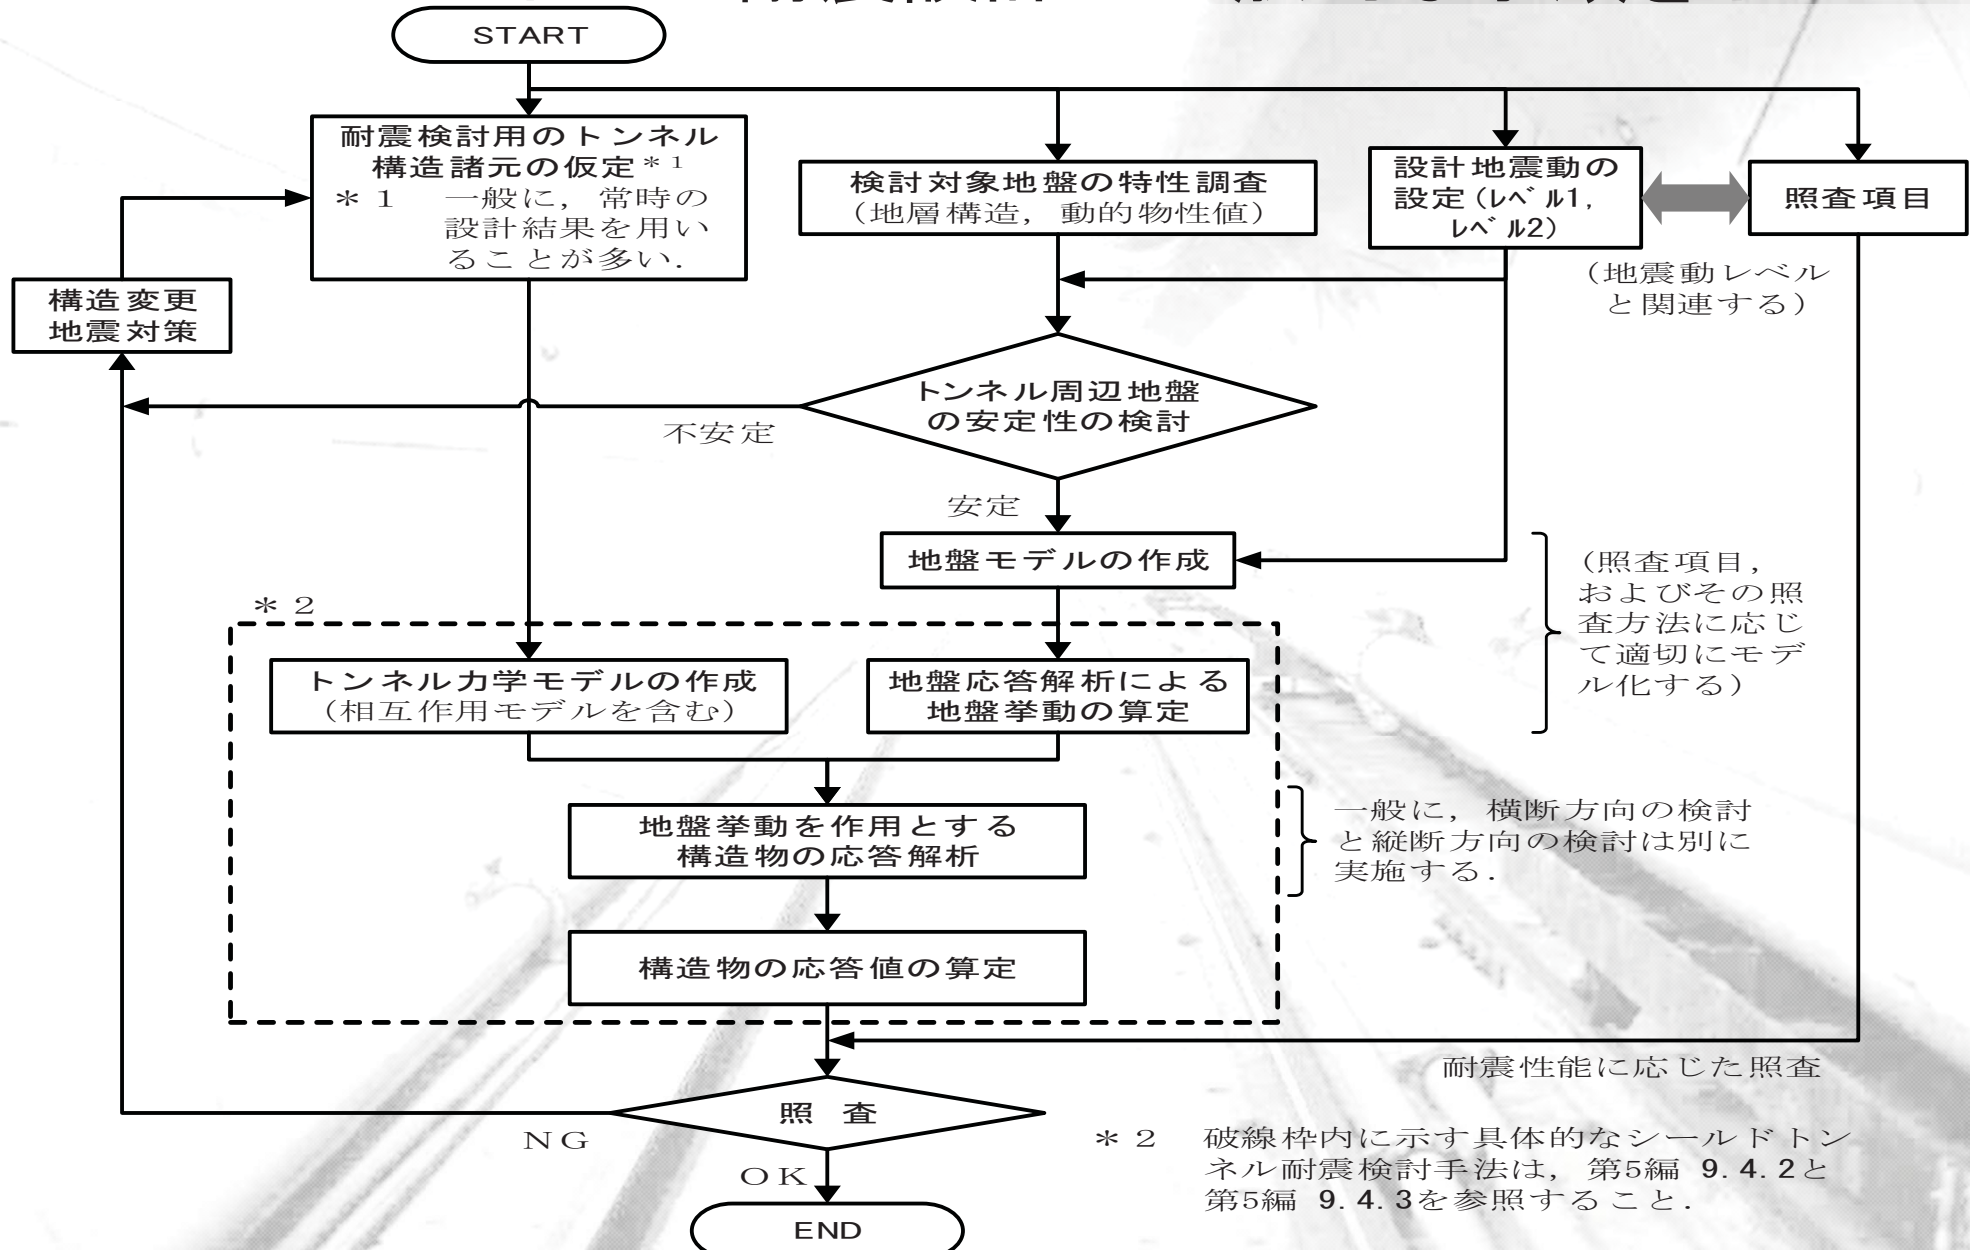 START
耐震検討用のトンネル
構造諸元の仮定*1
*1 一般に,常時の
設計結果を用い
ることが多い.
検討対象地盤の特性調査
(地層構造,動的物性値)
設計地震動の
設定(レベル1,
レベル2)
照査項目
(地震動レベル
と関連する)
構造変更
地震対策
トンネル周辺地盤
の安定性の検討
不安定
安定
地盤モデルの作成
(照査項目,
およびその照
査方法に応じ
て適切にモデ
ル化する)
*2
トンネル力学モデルの作成
(相互作用モデルを含む)
地盤応答解析による
地盤挙動の算定
地盤挙動を作用とする
構造物の応答解析
一般に,横断方向の検討
と縦断方向の検討は別に
実施する.
構造物の応答値の算定
耐震性能に応じた照査
照 査
NG
OK
END
*2 破線枠内に示す具体的なシールドトン
ネル耐震検討手法は,第5編 9.4.2と
第5編 9.4.3を参照すること.